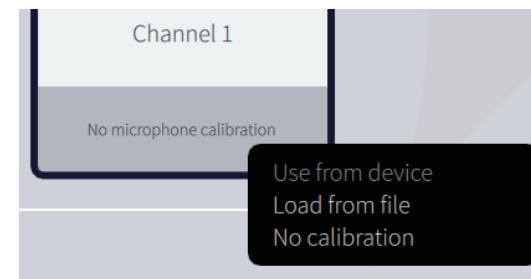 Channel 1
No microphone calibration
Use from device
Load from file
No calibration